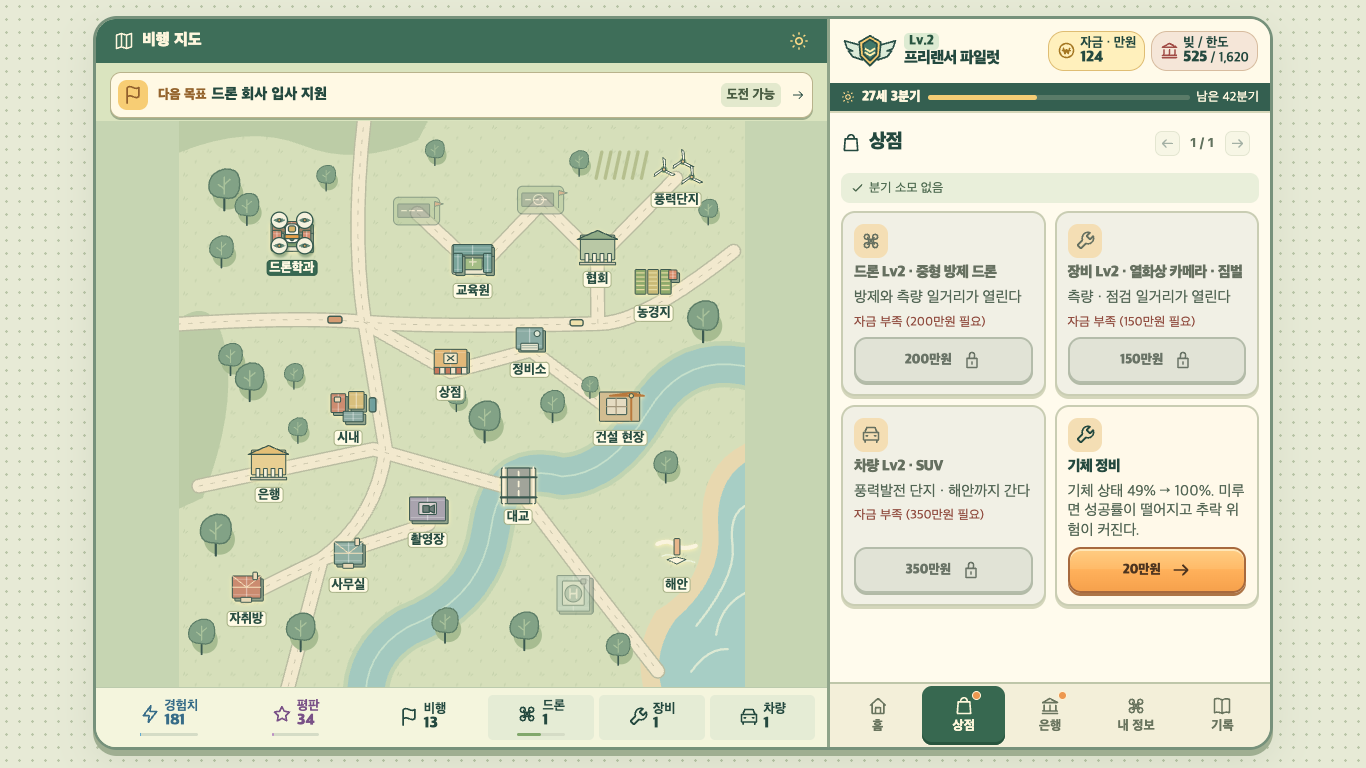 비행 지도
다음 목표 드론 회사 입사 지원
도전 가능
풍력단지
드론학과
교육원
협회
농경지
정비소
상점
시내
건설 현장
은행
대교
촬영장
사무실
해안
자취방
경험치
181
평판
34
비행
13
드론
1
장비
1
차량
1
Lv.2
프리랜서 파일럿
자금 · 만원
124
빚 / 한도
525 / 1,620
27세 3분기
남은 42분기
상점
1 / 1
분기 소모 없음
드론 Lv2 · 중형 방제 드론
방제와 측량 일거리가 열린다
자금 부족 (200만원 필요)
200만원
장비 Lv2 · 열화상 카메라 · 짐벌
측량 · 점검 일거리가 열린다
자금 부족 (150만원 필요)
150만원
차량 Lv2 · SUV
풍력발전 단지 · 해안까지 간다
자금 부족 (350만원 필요)
350만원
기체 정비
기체 상태 49% → 100%. 미루
면 성공률이 떨어지고 추락 위
험이 커진다.
20만원
홈
상점
은행
내 정보
기록